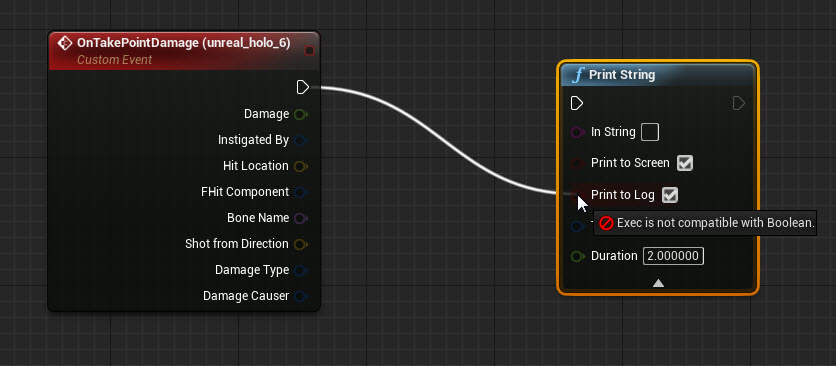 OnTakePointDamage (unreal_holo_6)
Custom Event
Damage
Instigated By
Hit Location
FHit Component
Bone Name
Shot from Direction
Damage Type
Damage Causer
Print String
In String
Print to Screen
Print to Log
Exec is not compatible with Boolean.
Duration 2.000000